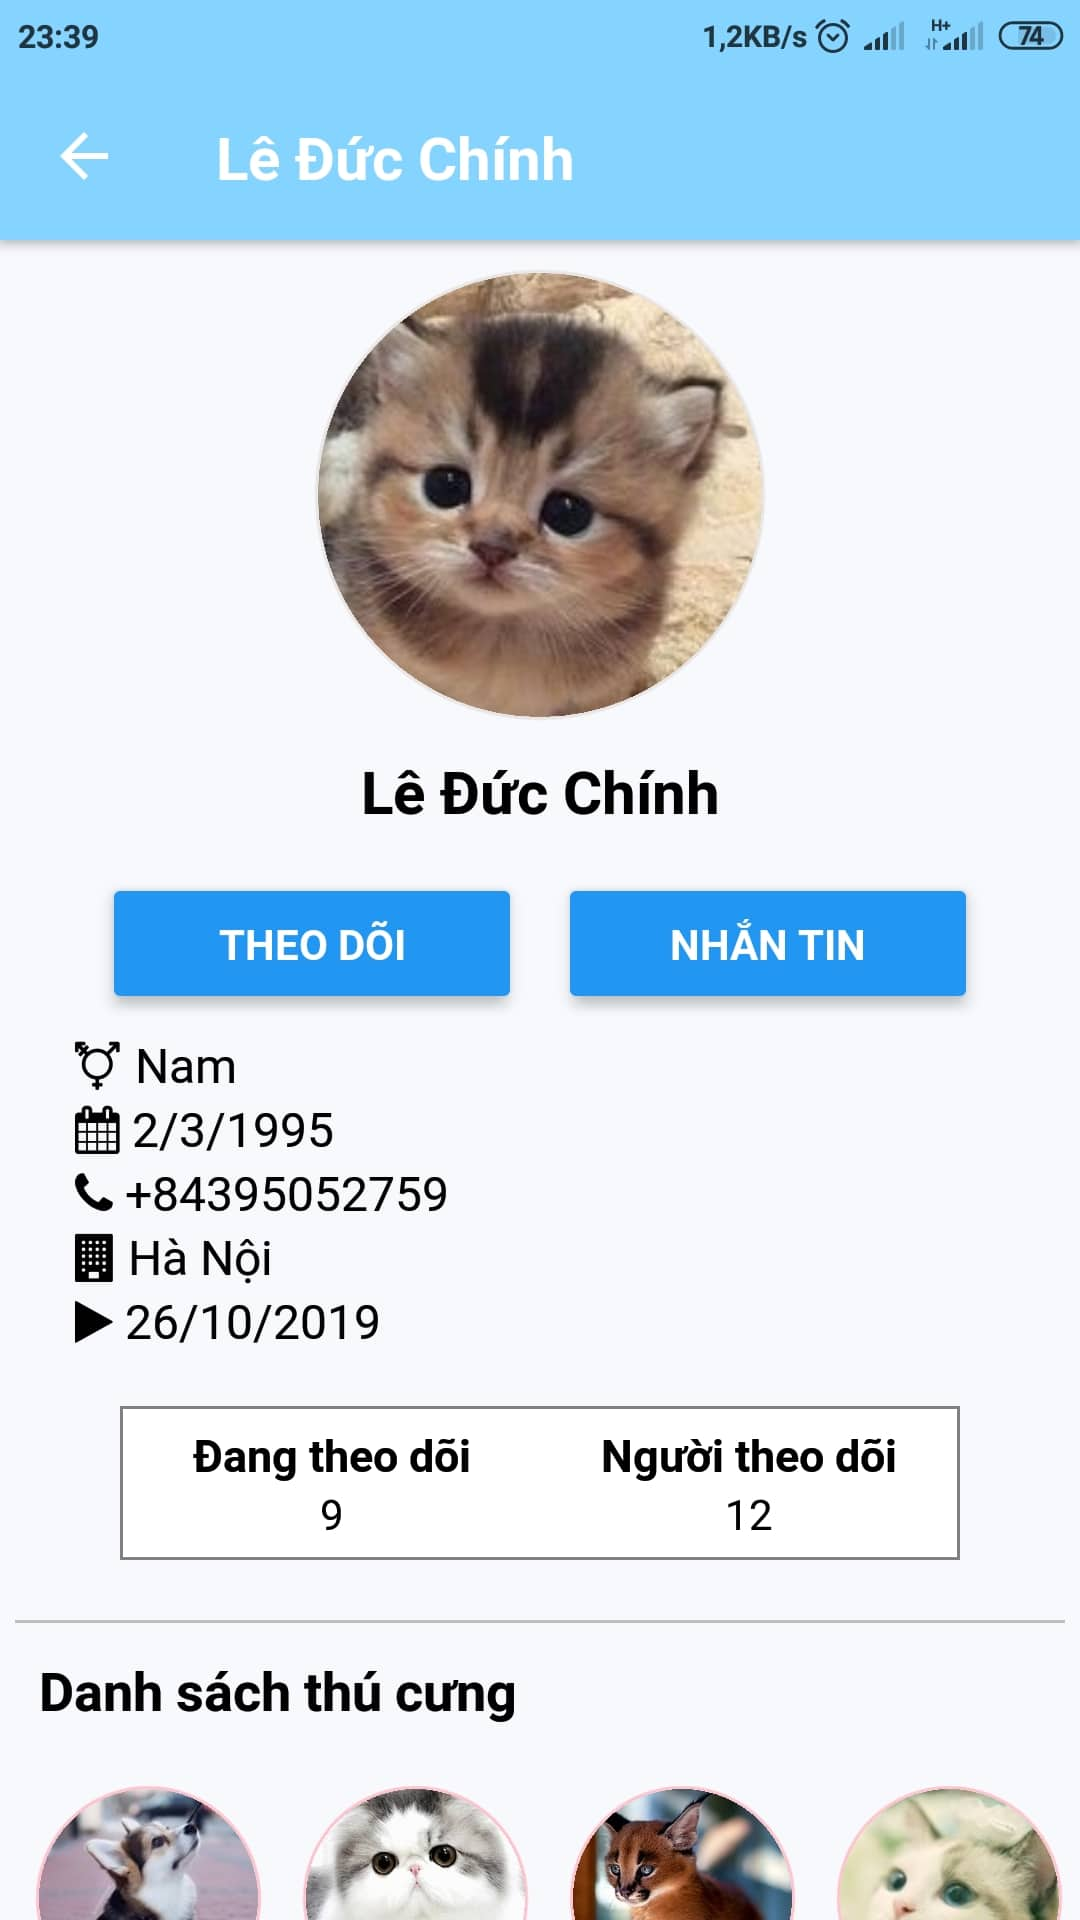 23:39 1,2KB/s H+ 74
Lê Đức Chính
Lê Đức Chính
THEO DÕI NHẮN TIN
Nam
2/3/1995
+84395052759
Hà Nội
26/10/2019
Đang theo dõi Người theo dõi
9 12
Danh sách thú cưng